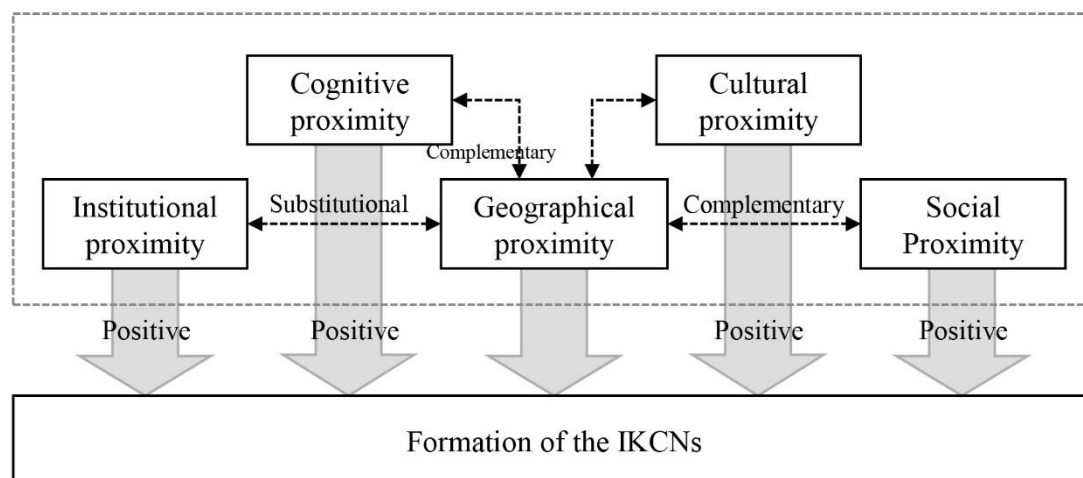 Cognitive
proximity
Cultural
proximity
Complementary
Institutional
proximity
Substitutional
Geographical
proximity
Complementary
Social
Proximity
Positive
Positive
Positive
Positive
Formation of the IKCNs